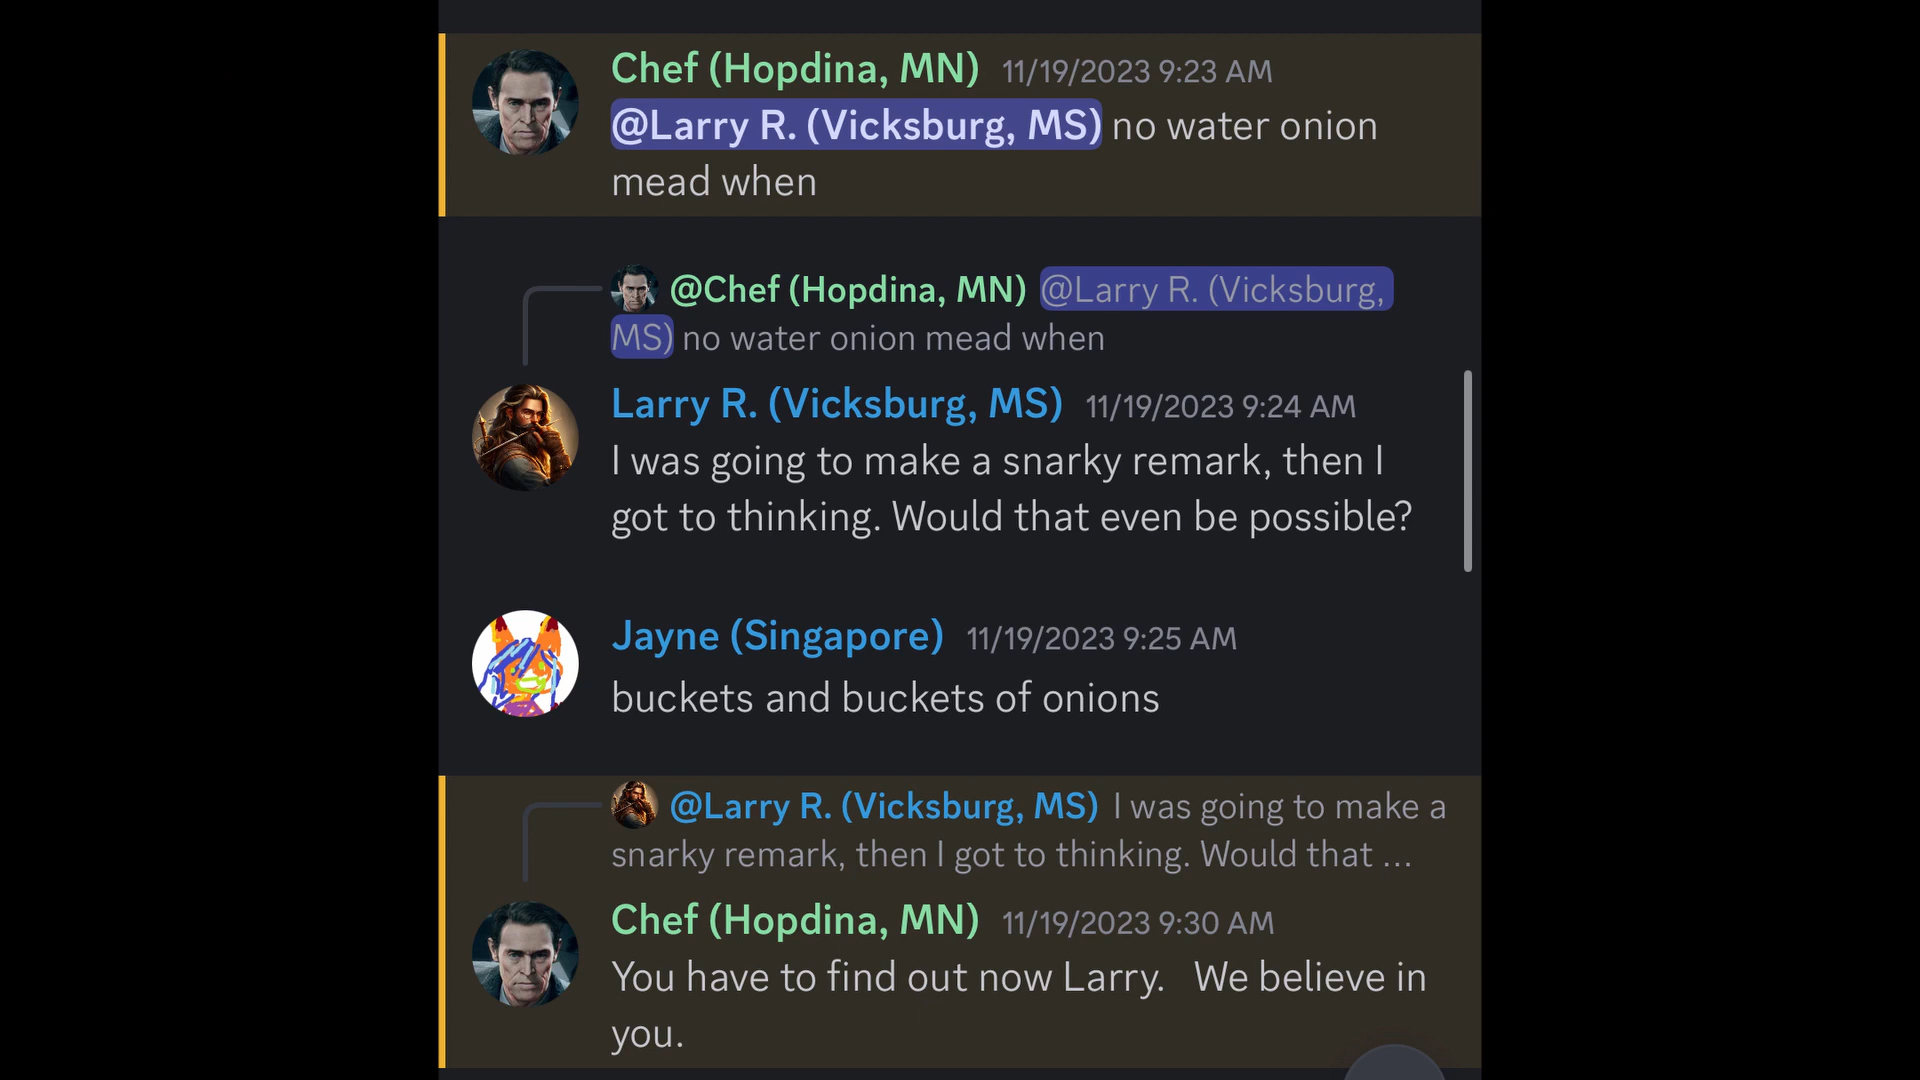 Chef (Hopdina, MN) 11/19/2023 9:23 AM
@Larry R. (Vicksburg, MS) no water onion
mead when
@Chef (Hopdina, MN) @Larry R. (Vicksburg,
MS) no water onion mead when
Larry R. (Vicksburg, MS) 11/19/2023 9:24 AM
I was going to make a snarky remark, then I
got to thinking. Would that even be possible?
Jayne (Singapore) 11/19/2023 9:25 AM
buckets and buckets of onions
@Larry R. (Vicksburg, MS) I was going to make a
snarky remark, then I got to thinking. Would that ...
Chef (Hopdina, MN) 11/19/2023 9:30 AM
You have to find out now Larry.   We believe in
you.